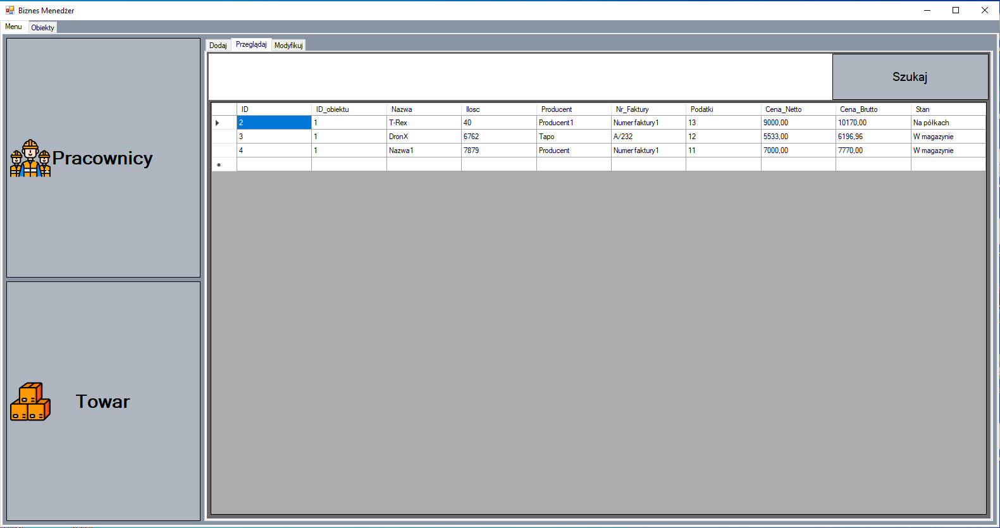 Biznes Menedżer
Menu Obiekty
Pracownicy
Towar
Dodaj Przeglądaj Modyfikuj
Szukaj
ID ID_obiektu Nazwa Ilosc Producent Nr_Faktury Podatki Cena_Netto Cena_Brutto Stan
2 1 T-Rex 40 Producent1 Numer faktury1 13 9000,00 10170,00 Na półkach
3 1 DronX 6762 Tapo A/232 12 5533,00 6196,96 W magazynie
4 1 Nazwa1 7879 Producent Numer faktury1 11 7000,00 7770,00 W magazynie